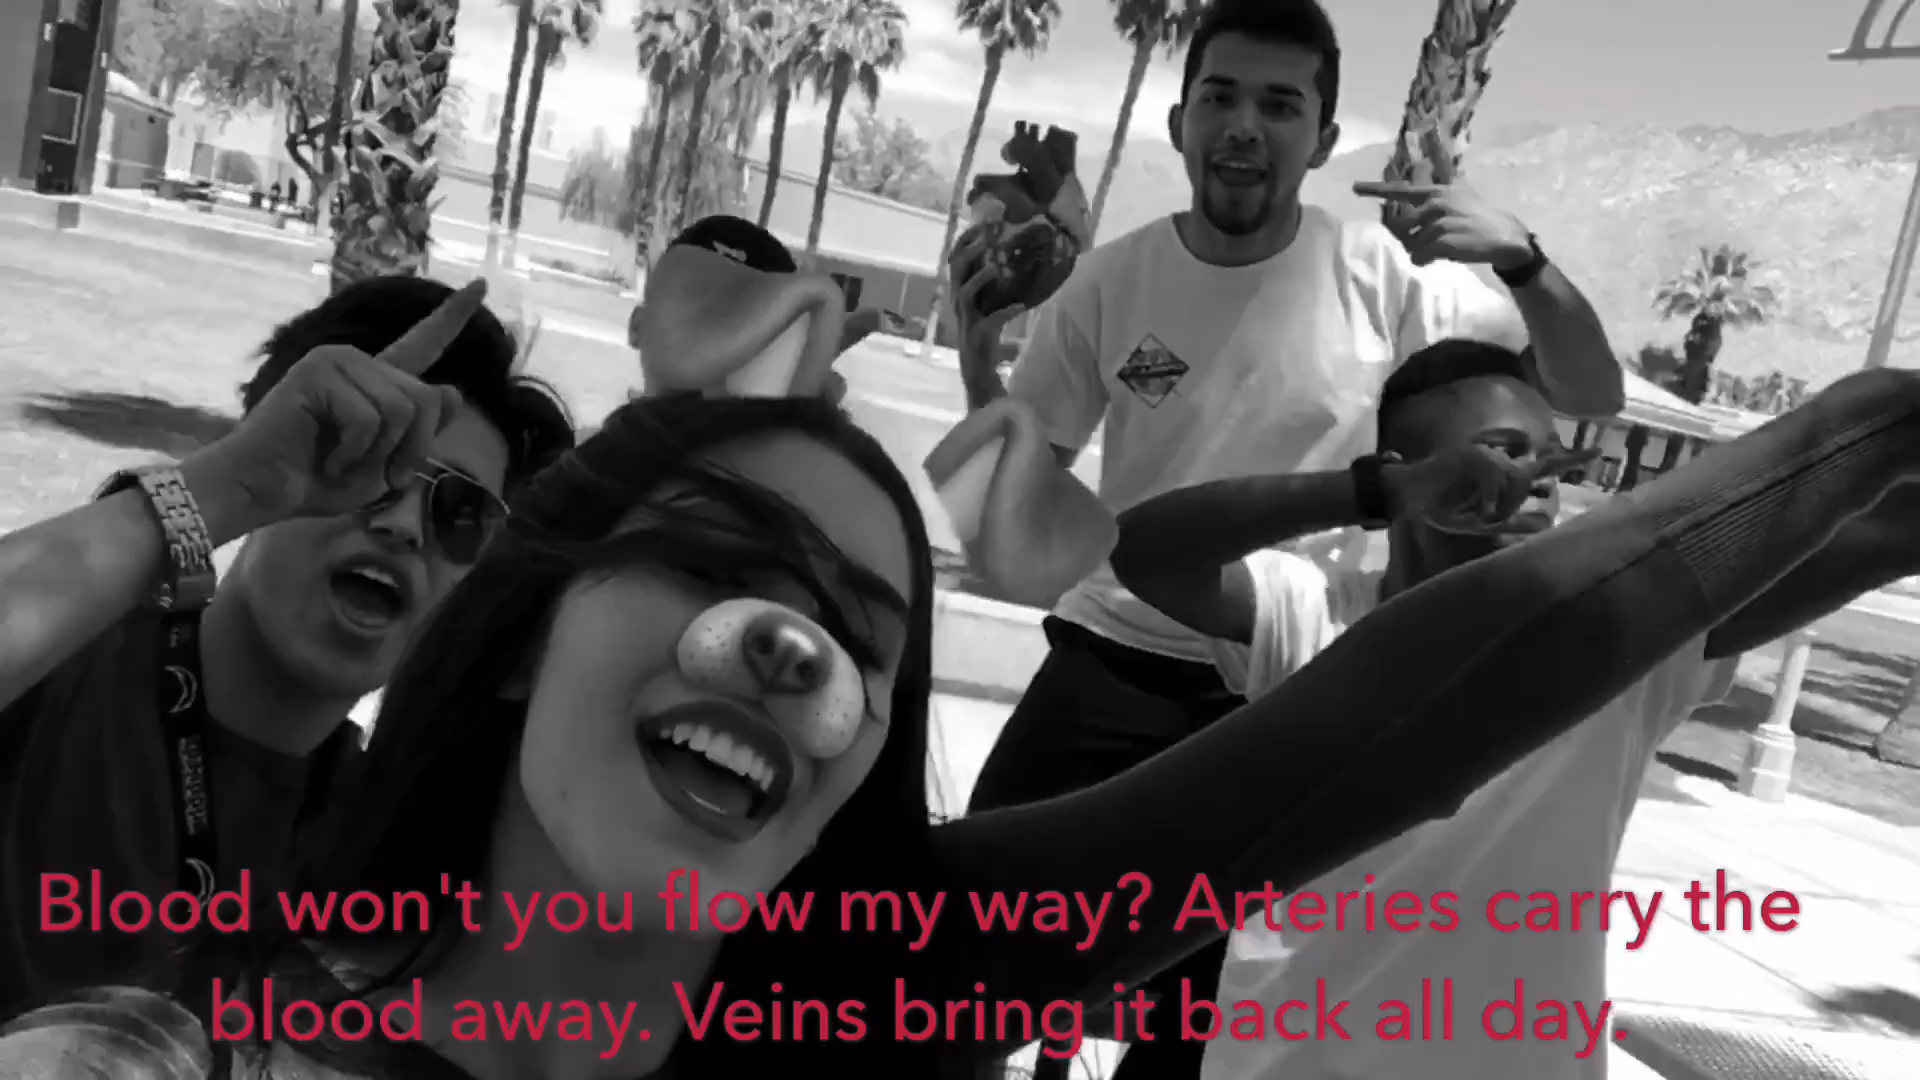 Blood won't you flow my way? Arteries carry the
blood away. Veins bring it back all day.